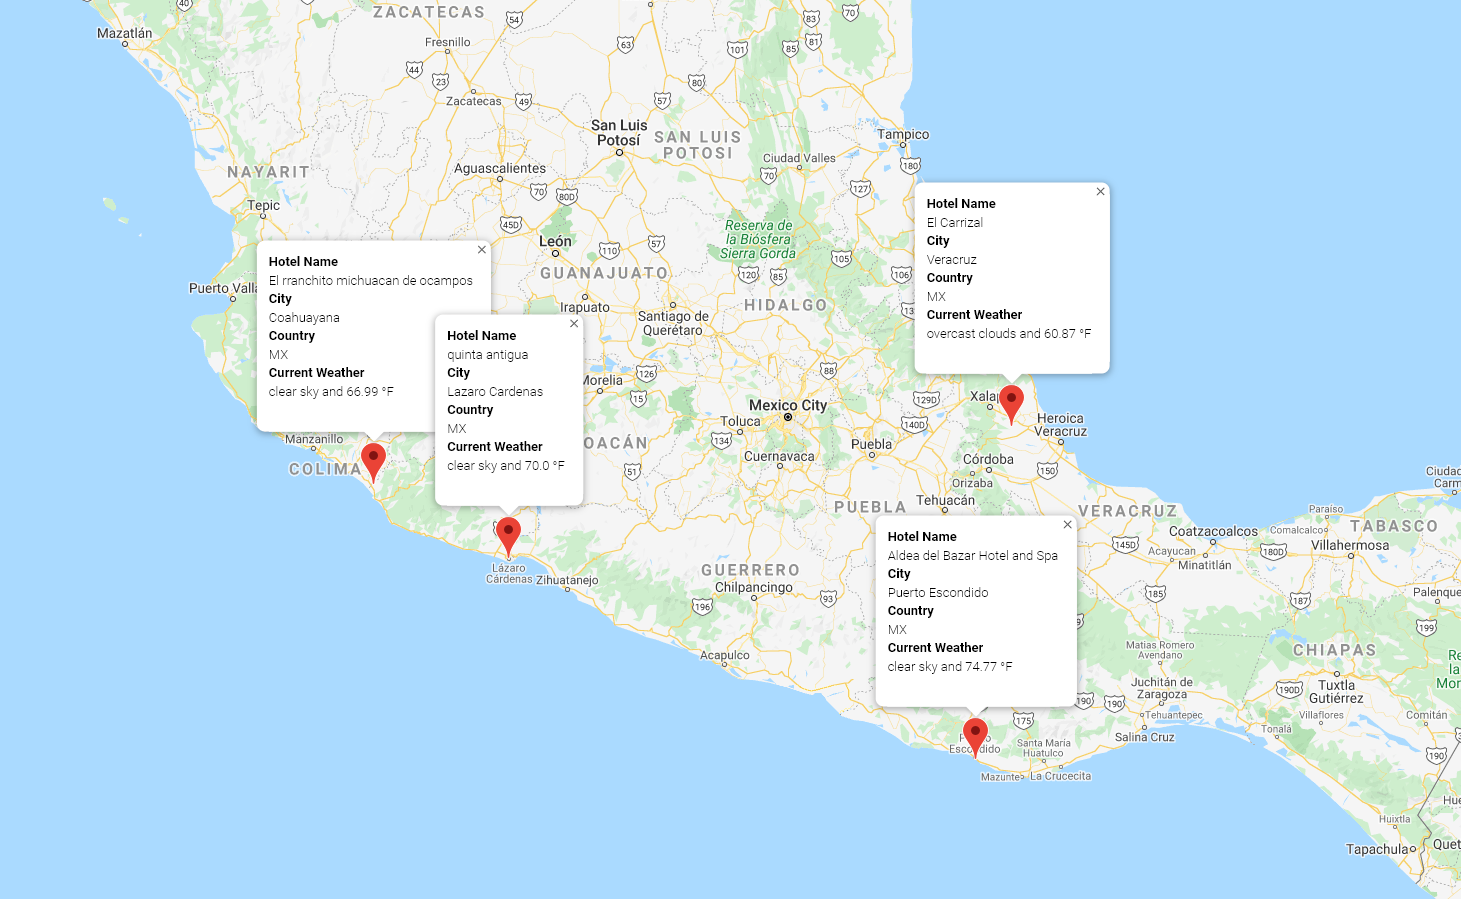 ZACATECAS
Mazatlán
Fresnillo
Zacatecas
San Luis
Potosí
SAN LUIS
POTOSI
Tampico
Ciudad Valles
Aguascalientes
NAYARIT
Tepic
León
GUANAJUATO
Reserva de
la Biósfera
Sierra Gorda
HIDALGO
Irapuato
Santiago de
Querétaro
Puerto Valla
Hotel Name
El rranchito michuacan de ocampos
City
Coahuayana
Country
MX
Current Weather
clear sky and 66.99 °F
Hotel Name
quinta antigua
City
Lazaro Cardenas
Country
MX
Current Weather
clear sky and 70.0 °F
Hotel Name
El Carrizal
City
Veracruz
Country
MX
Current Weather
overcast clouds and 60.87 °F
Hotel Name
Aldea del Bazar Hotel and Spa
City
Puerto Escondido
Country
MX
Current Weather
clear sky and 74.77 °F
Morelia
Mexico City
Toluca
Cuernavaca
Puebla
Xalap
Heroica
Veracruz
Córdoba
Orizaba
Tehuacán
Manzanillo
COLIMA
OACÁN
PUEBLA
VERACRUZ
Lázaro
Cárdenas
Zihuatanejo
GUERRERO
Chilpancingo
Acapulco
Ciudad
Carm
Paraíso
Comalcalco
TABASCO
Villahermosa
Coatzacoalcos
Acayucan
Minatitlán
Palenque
CHIAPAS
Matías Romero
Avendaño
Juchitán de
Zaragoza
Tehuantepec
Salina Cruz
Tuxtla
Gutiérrez
Villaflores
Comitán
Tonalá
Re
la
Mor
Escondido
Santa María
Huatulco
Mazunte
La Crucecita
Huixtla
Hue
Tapachula
Quet
40
54
63
44
23
49
57
80
101
83
85
81
70
180
127
70
70
80D
45D
110
57
120
85
105
106
13
126
15
88
129D
140D
134
51
150
145D
180D
185
187
199
196
93
190
190
175
190D
190